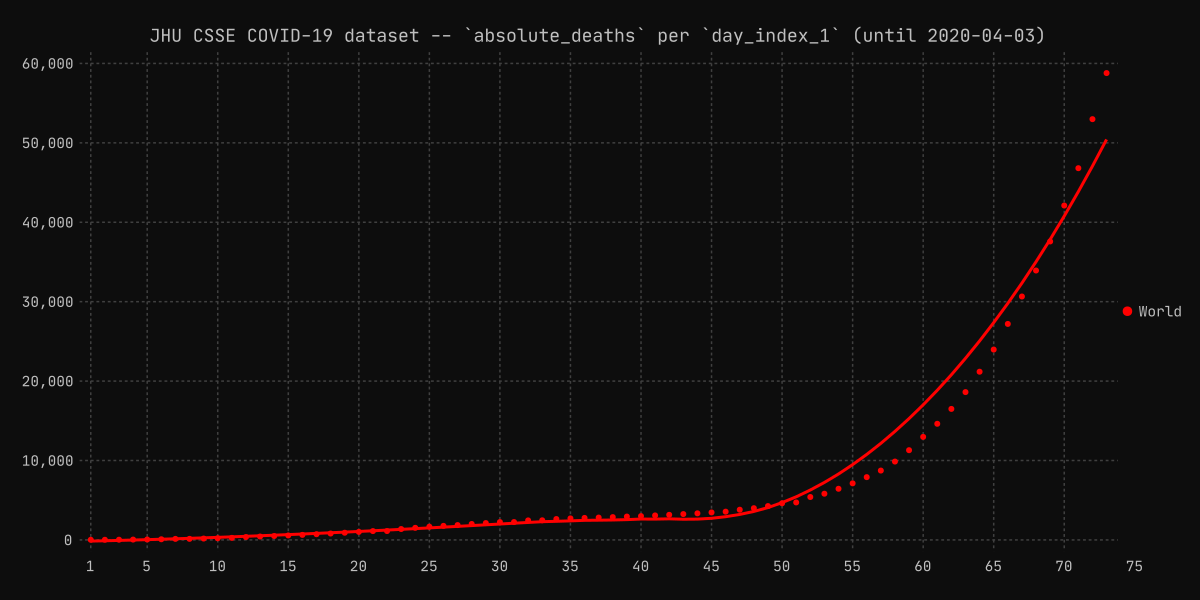 JHU CSSE COVID-19 dataset -- `absolute_deaths` per `day_index_1` (until 2020-04-03)
60,000
50,000
40,000
30,000
World
20,000
10,000
0
1 5 10 15 20 25 30 35 40 45 50 55 60 65 70 75